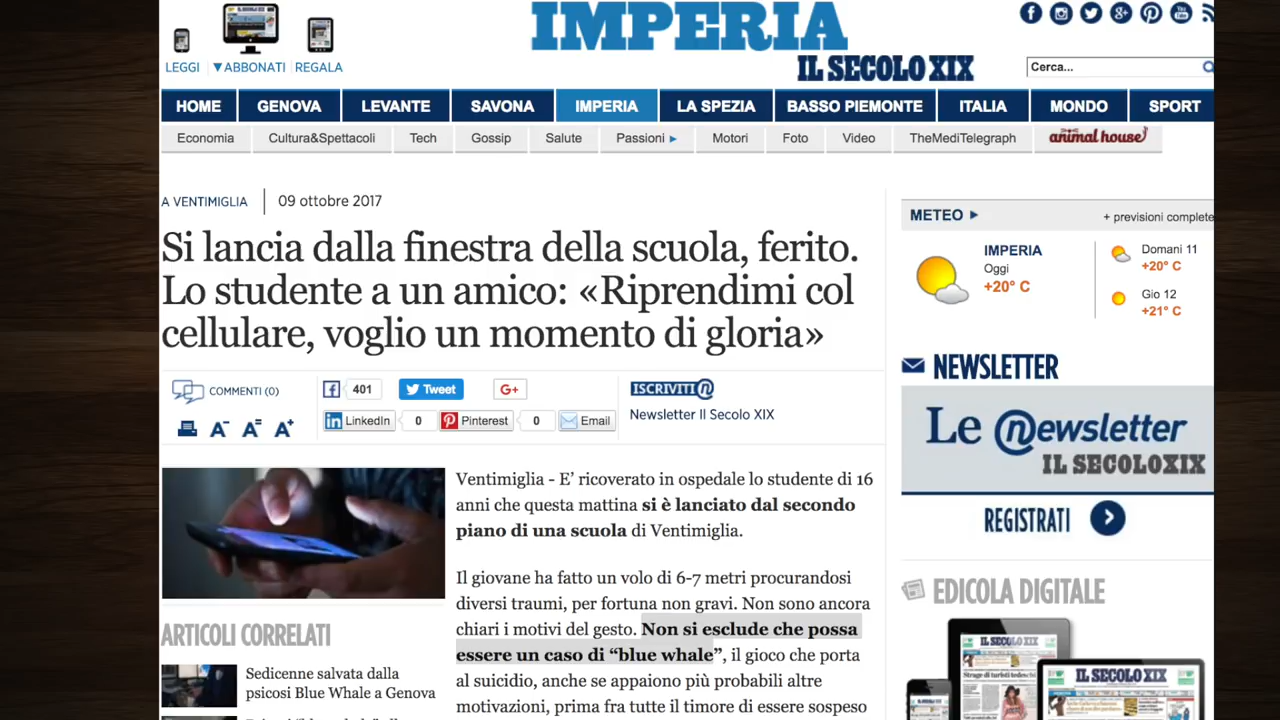 IMPERIA
IL SECOLO XIX
LEGGI
▼ABBONATI
REGALA
Cerca...
HOME
GENOVA
LEVANTE
SAVONA
IMPERIA
LA SPEZIA
BASSO PIEMONTE
ITALIA
MONDO
SPORT
Economia
Cultura&Spettacoli
Tech
Gossip
Salute
Passioni ►
Motori
Foto
Video
TheMediTelegraph
animal house
A VENTIMIGLIA
09 ottobre 2017
Si lancia dalla finestra della scuola, ferito.
Lo studente a un amico: «Riprendimi col
cellulare, voglio un momento di gloria»
COMMENTI (0)
401
Tweet
G+
LinkedIn
0
Pinterest
0
Email
A- A= A+
ISCRIVITI@
Newsletter Il Secolo XIX
Ventimiglia - E’ ricoverato in ospedale lo studente di 16
anni che questa mattina si è lanciato dal secondo
piano di una scuola di Ventimiglia.
Il giovane ha fatto un volo di 6-7 metri procurandosi
diversi traumi, per fortuna non gravi. Non sono ancora
chiari i motivi del gesto. Non si esclude che possa
essere un caso di “blue whale”, il gioco che porta
al suicidio, anche se appaiono più probabili altre
motivazioni, prima fra tutte il timore di essere sospeso
ARTICOLI CORRELATI
Sedicenne salvata dalla
psicosi Blue Whale a Genova
METEO ►
+ previsioni complete
IMPERIA
Oggi
+20° C
Domani 11
+20° C
Gio 12
+21° C
NEWSLETTER
Le @newsletter
IL SECOLOXIX
REGISTRATI
EDICOLA DIGITALE
IL SECOLO XIX
IL SECOLO XIX